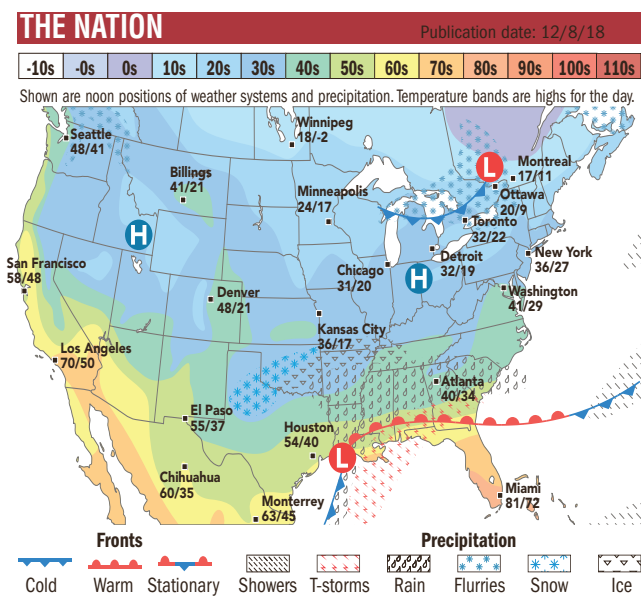 THE NATION
Publication date: 12/8/18
-10s -0s 0s 10s 20s 30s 40s 50s 60s 70s 80s 90s 100s 110s
Shown are noon positions of weather systems and precipitation. Temperature bands are highs for the day.
Seattle
48/41
Winnipeg
18/-2
Billings
41/21
Minneapolis
24/17
L
Montreal
17/11
Ottawa
20/9
Toronto
32/22
H
Detroit
32/19
New York
36/27
San Francisco
58/48
Chicago
31/20
H
Denver
48/21
Washington
41/29
Kansas City
36/17
Los Angeles
70/50
Atlanta
40/34
El Paso
55/37
Houston
54/40
L
Chihuahua
60/35
Monterrey
63/45
Miami
81/72
Fronts
Precipitation
Cold Warm Stationary Showers T-storms Rain Flurries Snow Ice